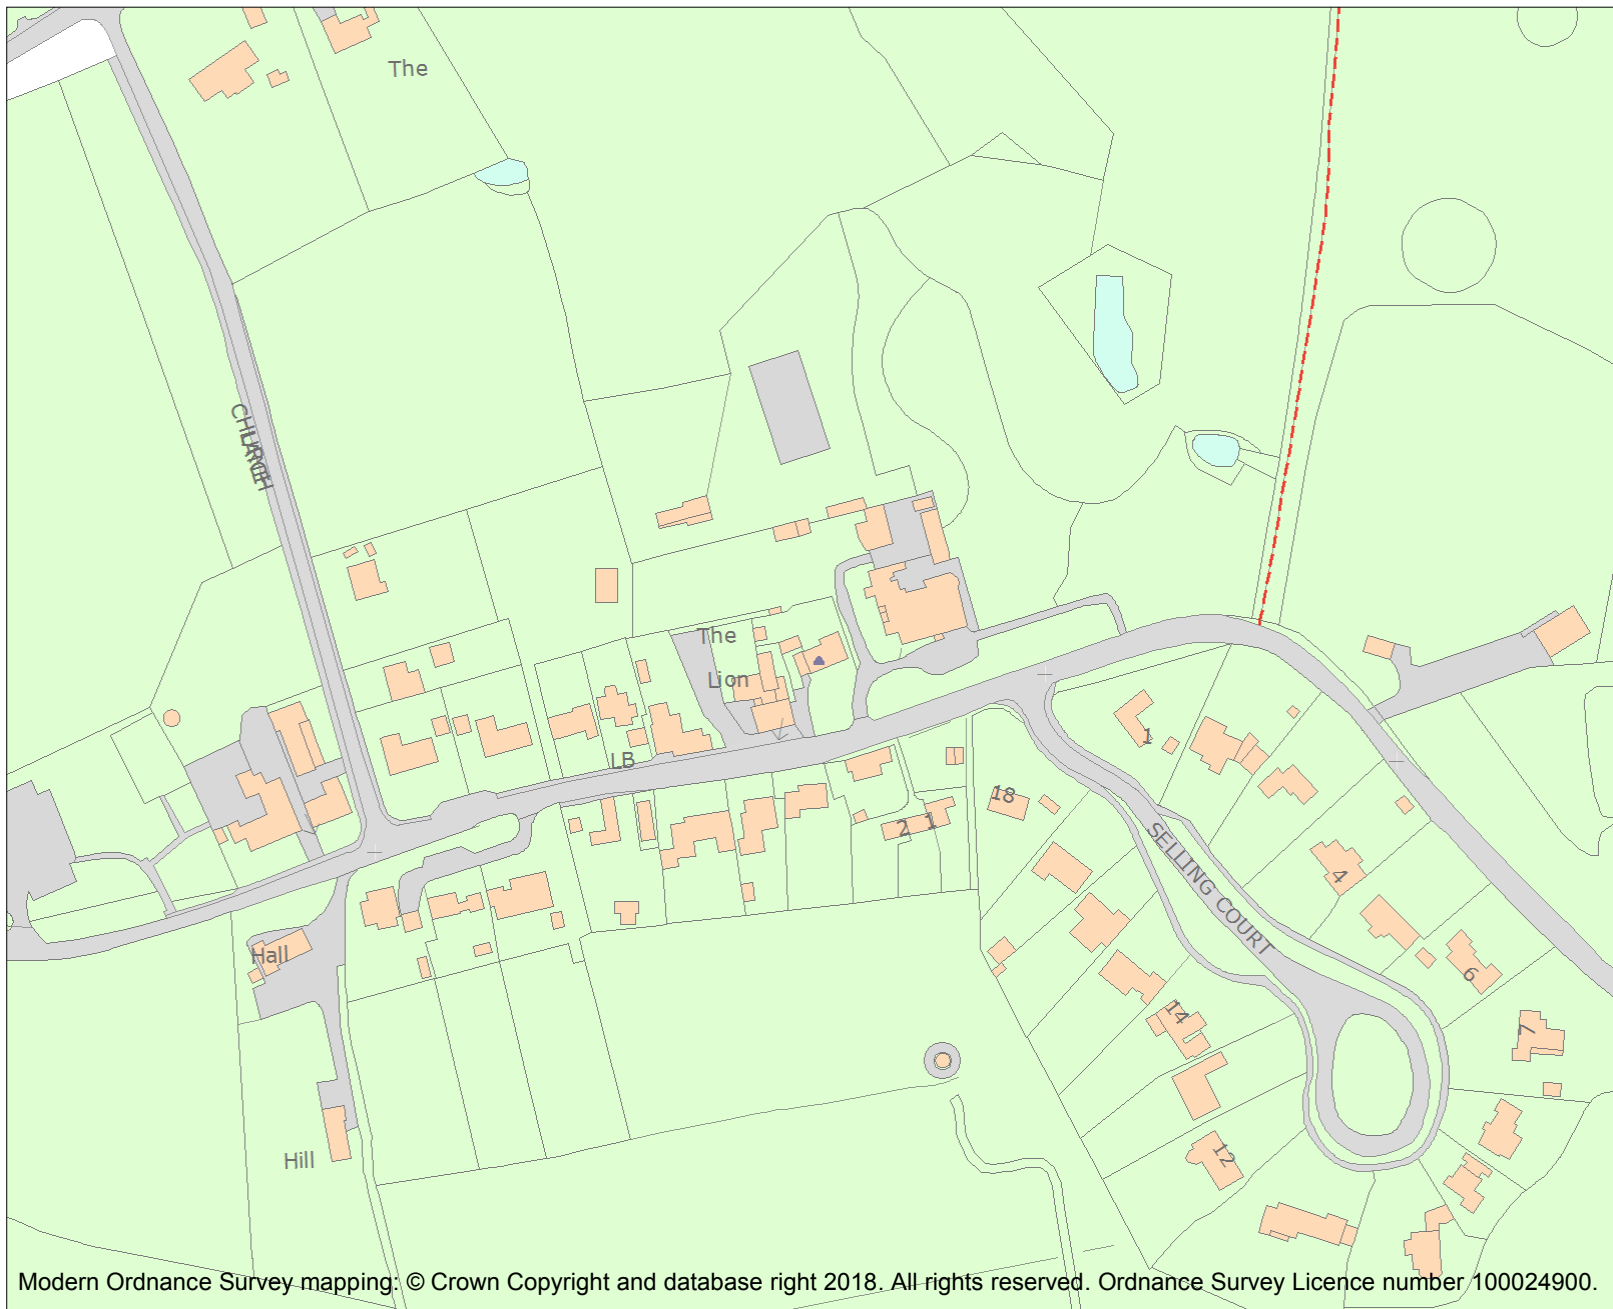 The
CHURCH
LANE
The
Lion
LB
1
18
2 1
SELLING COURT
4
Hall
6
14
7
Hill
12
Modern Ordnance Survey mapping: © Crown Copyright and database right 2018. All rights reserved. Ordnance Survey Licence number 100024900.